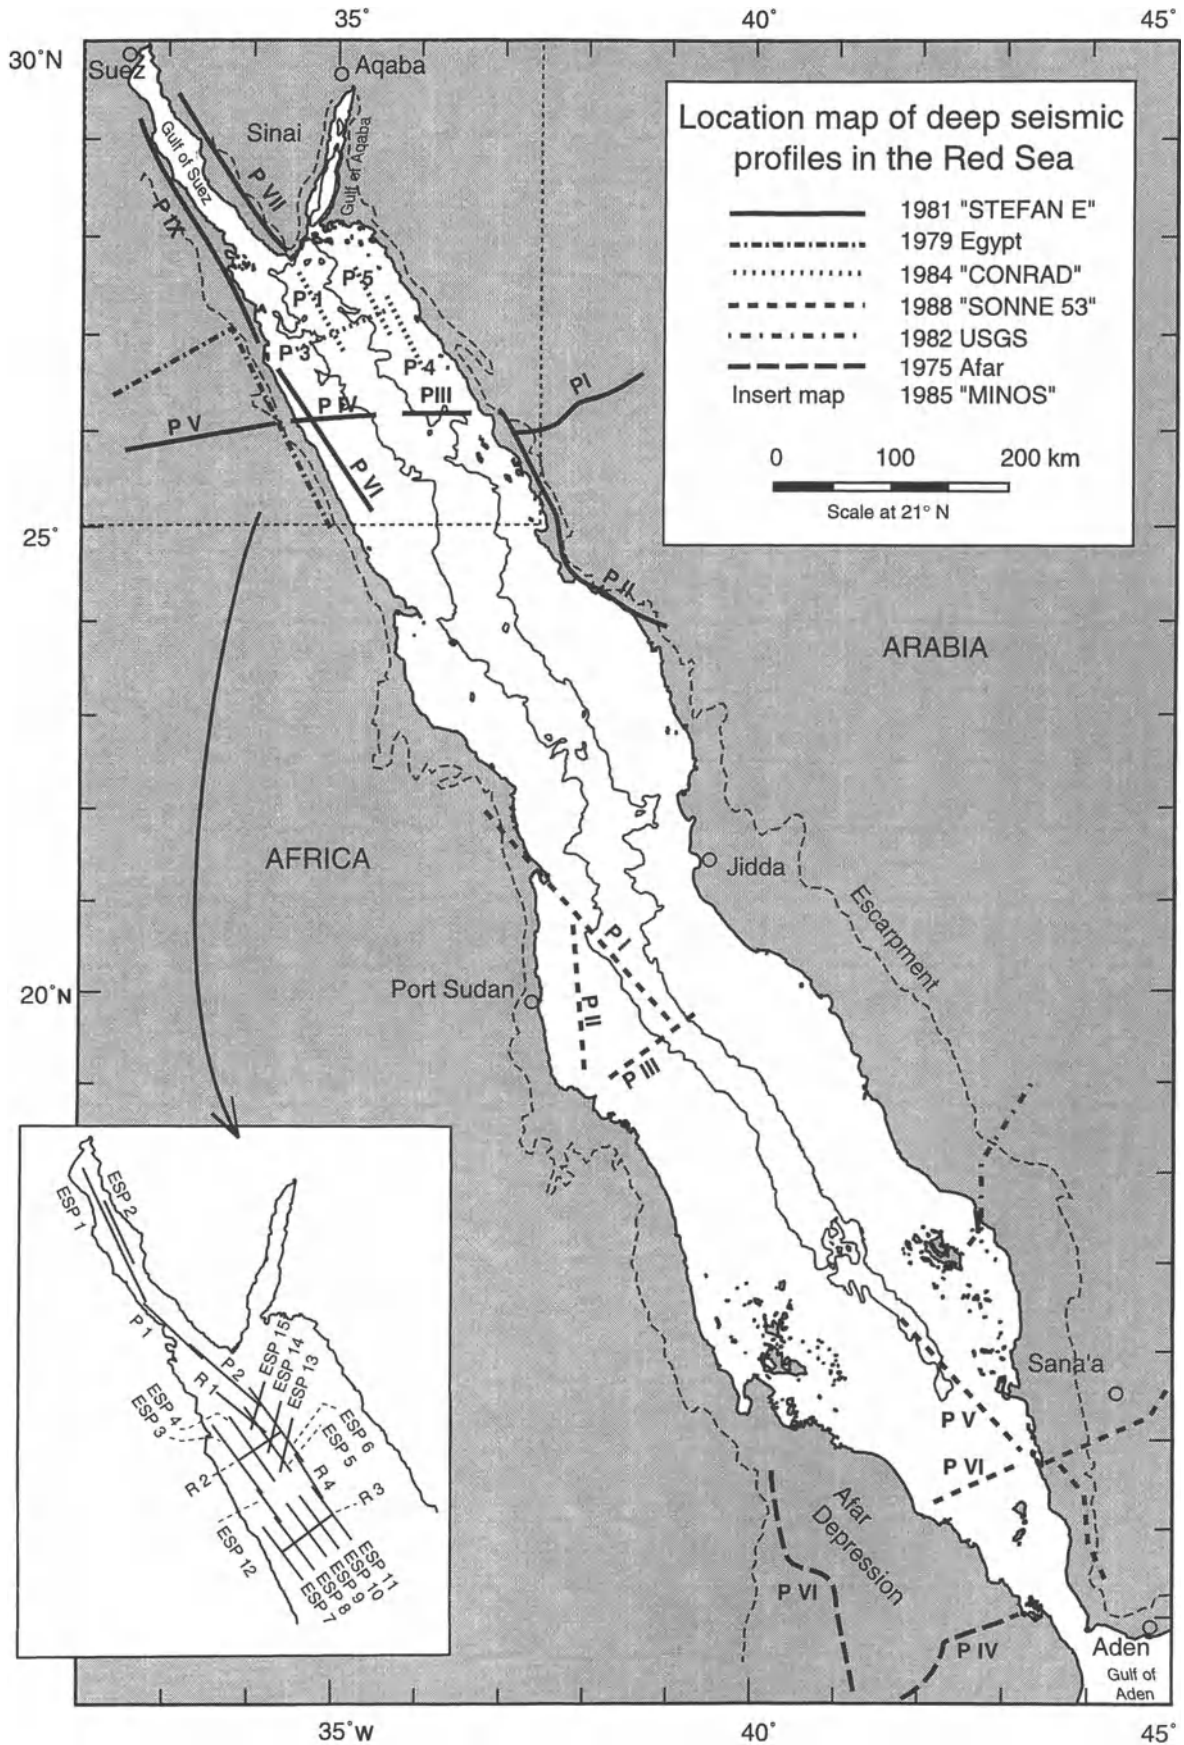 35°
40°
45°
30°N
Suez
Aqaba
Sinai
Gulf of Suez
Gulf of Aqaba
P VII
P IX
P 1
P 5
P 3
P 4
P IV
PIII
PI
P V
P VI
P II
Location map of deep seismic
profiles in the Red Sea
1981 "STEFAN E"
1979 Egypt
1984 "CONRAD"
1988 "SONNE 53"
1982 USGS
1975 Afar
Insert map 1985 "MINOS"
0 100 200 km
Scale at 21° N
25°
ARABIA
AFRICA
Jidda
Escarpment
P I
Port Sudan
20°N
P II
P III
ESP 1
ESP 2
P 1
P 2
R 1
ESP 15
ESP 14
ESP 13
ESP 4
ESP 3
ESP 6
ESP 5
R 2
R 4
R 3
ESP 12
ESP 11
ESP 10
ESP 9
ESP 8
ESP 7
Sana'a
P V
P VI
Afar
Depression
P VI
P IV
Aden
Gulf of
Aden
35°W
40°
45°